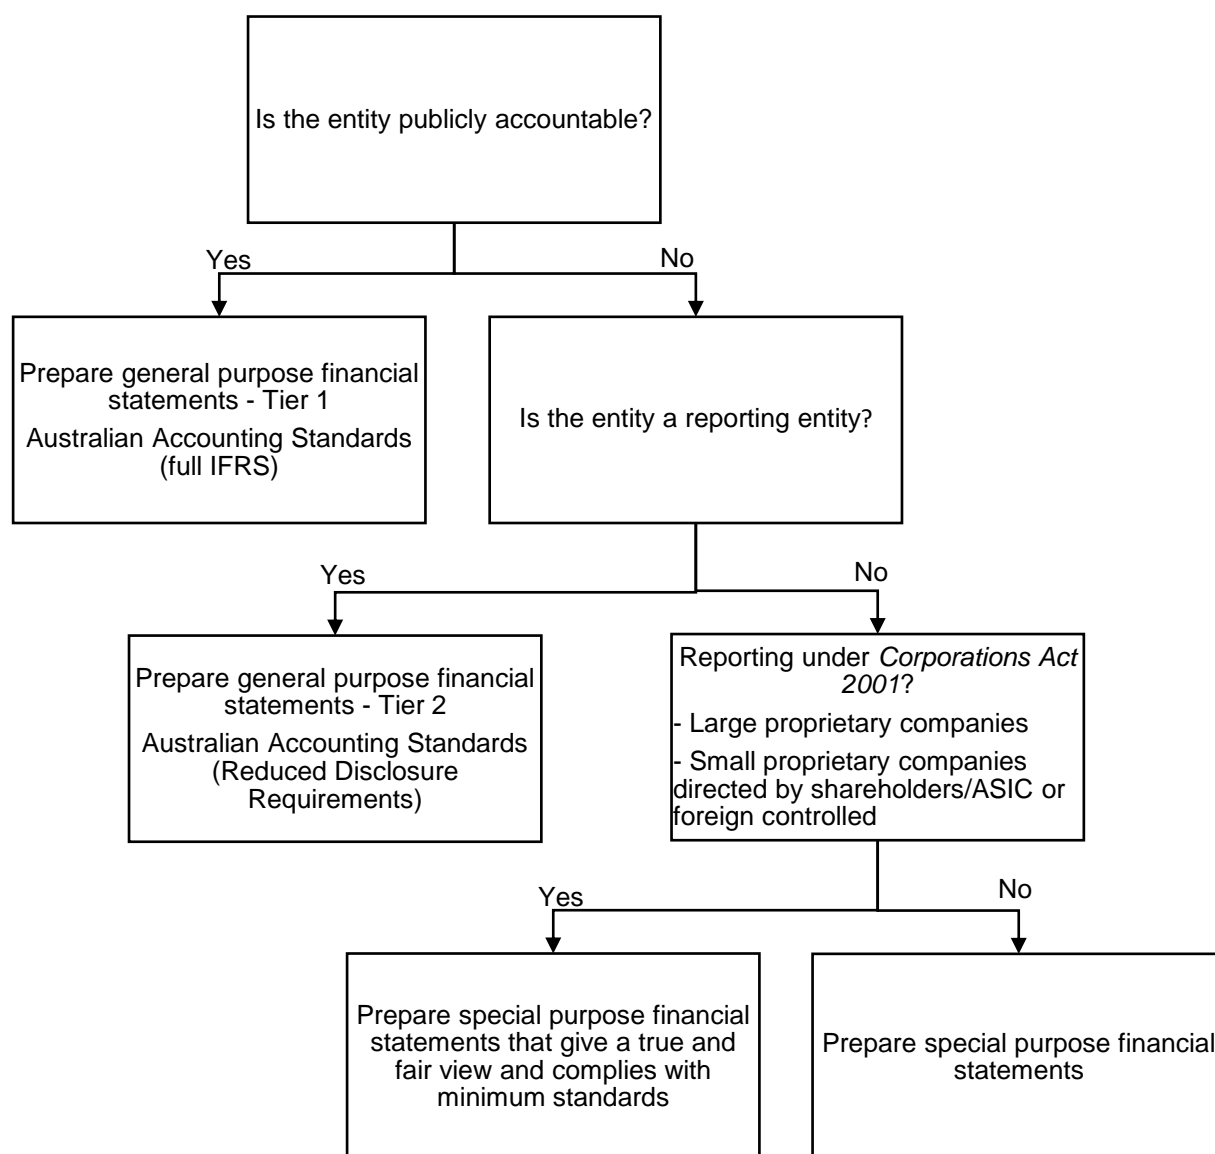 Is the entity publicly accountable?
Yes
No
Prepare general purpose financial
statements - Tier 1
Australian Accounting Standards
(full IFRS)
Is the entity a reporting entity?
Yes
No
Prepare general purpose financial
statements - Tier 2
Australian Accounting Standards
(Reduced Disclosure
Requirements)
Reporting under Corporations Act
2001?
- Large proprietary companies
- Small proprietary companies
directed by shareholders/ASIC or
foreign controlled
Yes
No
Prepare special purpose financial
statements that give a true and
fair view and complies with
minimum standards
Prepare special purpose financial
statements